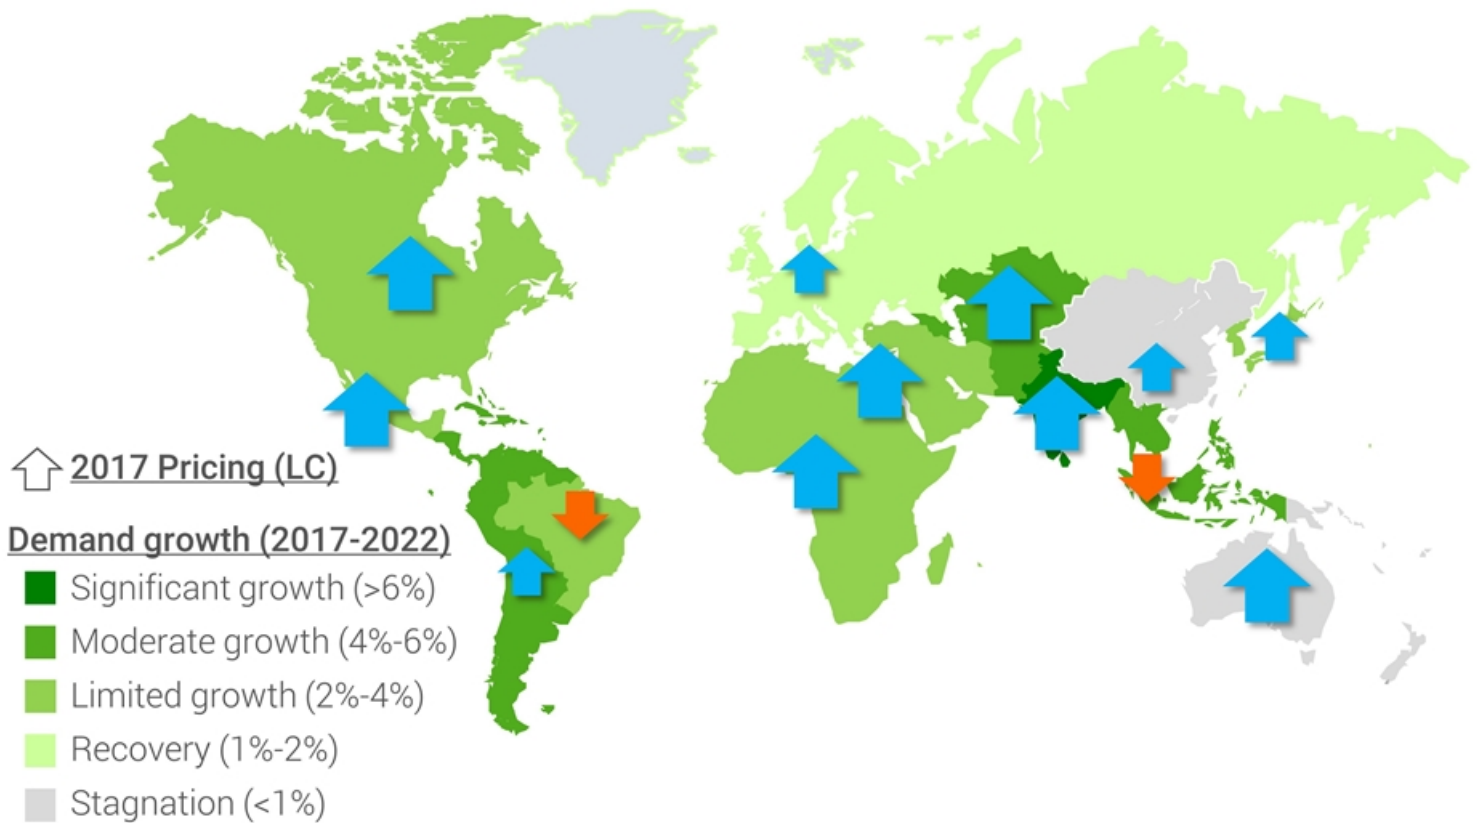 2017 Pricing (LC)
Demand growth (2017-2022)
Significant growth (>6%)
Moderate growth (4%-6%)
Limited growth (2%-4%)
Recovery (1%-2%)
Stagnation (<1%)